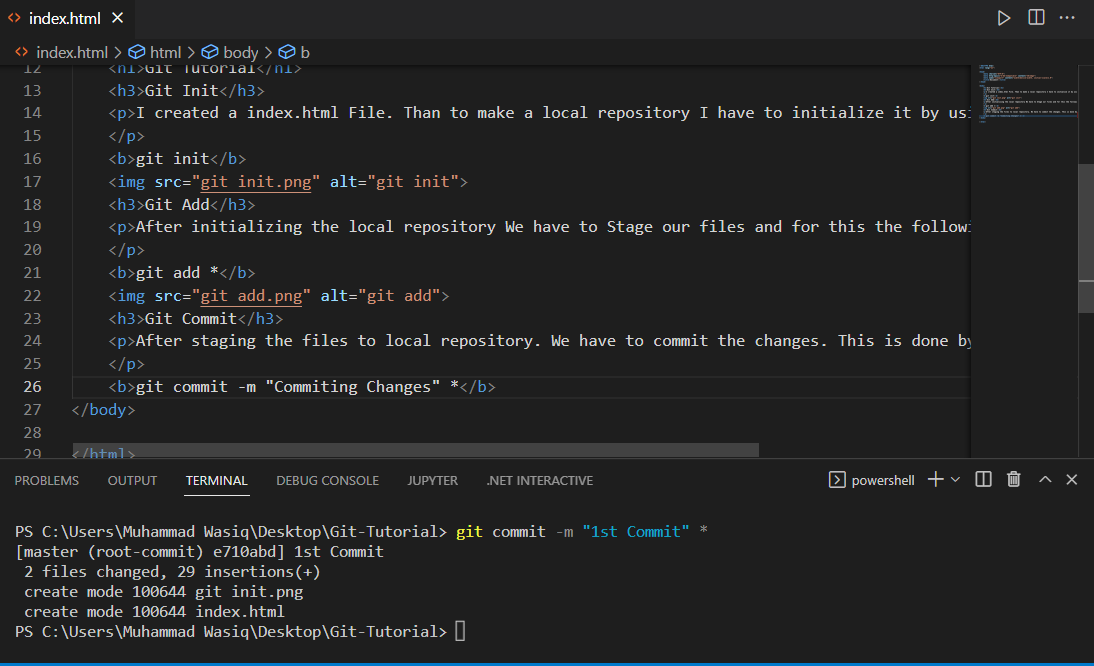 index.html
index.html > html > body > b
12 <h1>Git Tutorial</h1>
13 <h3>Git Init</h3>
14 <p>I created a index.html File. Than to make a local repository I have to initialize it by usi
15 </p>
16 <b>git init</b>
17 <img src="git init.png" alt="git init">
18 <h3>Git Add</h3>
19 <p>After initializing the local repository We have to Stage our files and for this the followi
20 </p>
21 <b>git add *</b>
22 <img src="git add.png" alt="git add">
23 <h3>Git Commit</h3>
24 <p>After staging the files to local repository. We have to commit the changes. This is done by
25 </p>
26 <b>git commit -m "Commiting Changes" *</b>
27 </body>
28
29 </html>
PROBLEMS OUTPUT TERMINAL DEBUG CONSOLE JUPYTER .NET INTERACTIVE powershell
PS C:\Users\Muhammad Wasiq\Desktop\Git-Tutorial> git commit -m "1st Commit" *
[master (root-commit) e710abd] 1st Commit
2 files changed, 29 insertions(+)
create mode 100644 git init.png
create mode 100644 index.html
PS C:\Users\Muhammad Wasiq\Desktop\Git-Tutorial>